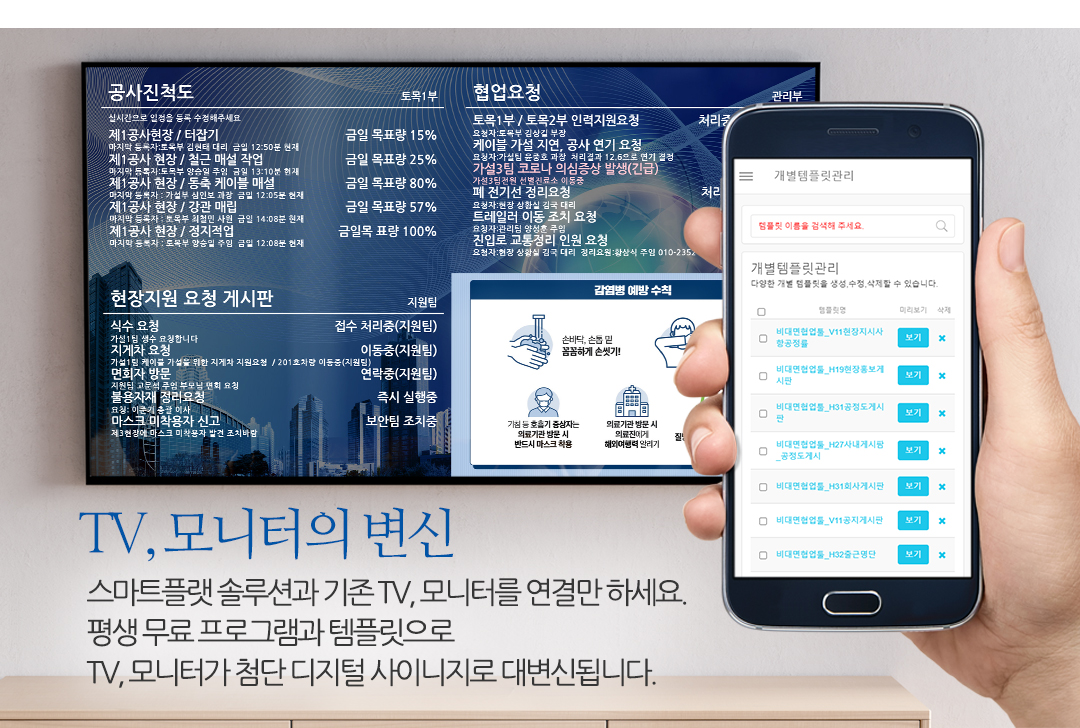 공사진척도
토목1부
실시간으로 일정을 등록 수정해주세요
제1공사현장 / 터잡기
금일 목표량 15%
마지막 등록자:토목부 김현태 대리 금일 12:50분 현재
제1공사 현장 / 철근 매설 작업
금일 목표량 25%
마지막 등록자:토목부 양승일 주임 금일 13:10분 현재
제1공사 현장 / 동축 케이블 매설
금일 목표량 80%
마지막 등록자 : 가설부 심민보 과장 금일 12:05분 현재
제1공사 현장 / 강관 매립
금일 목표량 57%
마지막 등록자 : 토목부 최철민 사원 금일 14:08분 현재
제1공사 현장 / 정지적업
금일목 표량 100%
마지막 등록자 : 토목부 양승일 주임 금일 12:08분 현재
협업요청
관리부
토목1부 / 토목2부 인력지원요청
처리중
요청자:토목부 김상길 부장
케이블 가설 지연, 공사 연기 요청
요청자:가설팀 윤중호 과장 처리결과 12.6으로 연기 결정
가설3팀 코로나 의심증상 발생(긴급)
가설3팀전원 선별진료소 이동중
폐 전기선 정리요청
처리
요청자:현장 상황실 김국 대리
트레일러 이동 조치 요청
요청자:관리팀 양성훈 주임
진입로 교통정리 인원 요청
요청자:현장 상황실 김국 대리 정리요원:황상식 주임 010-2352
현장지원 요청 게시판
지원팀
식수 요청
접수 처리중(지원팀)
가설1팀 생수 요청합니다
지게차 요청
이동중(지원팀)
가설1팀 케이블 가설을 위한 지게차 지원요청 / 201호차량 이동중(지원팀)
면회자 방문
연락중(지원팀)
지원팀 고문석 주임 부모님 면회 요청
불용자재 정리요청
즉시 실행중
요청: 이준기 총관 이사
마스크 미착용자 신고
보안팀 조치중
제3현장에 마스크 미착용자 발견 조치바람
감염병 예방 수칙
손바닥, 손톱 밑
꼼꼼하게 손씻기!
기침 등 호흡기 증상자는
의료기관 방문 시
반드시 마스크 착용
의료기관 방문 시
의료진에게
해외여행력 알리기
개별템플릿관리
템플릿 이름을 검색해 주세요.
개별템플릿관리
다양한 개별 템플릿을 생성,수정,삭제할 수 있습니다.
템플릿명
미리보기
삭제
비대면협업툴_V11현장지시사
항공정률
보기
비대면협업툴_H19현장홍보게
시판
보기
비대면협업툴_H31공정도게시
판
보기
비대면협업툴_H27사내게시판
_공정도게시
보기
비대면협업툴_H31회사게시판
보기
비대면협업툴_V11공지게시판
보기
비대면협업툴_H32출근명단
보기
TV, 모니터의 변신
스마트플랫 솔루션과 기존 TV, 모니터를 연결만 하세요.
평생 무료 프로그램과 템플릿으로
TV, 모니터가 첨단 디지털 사이니지로 대변신됩니다.